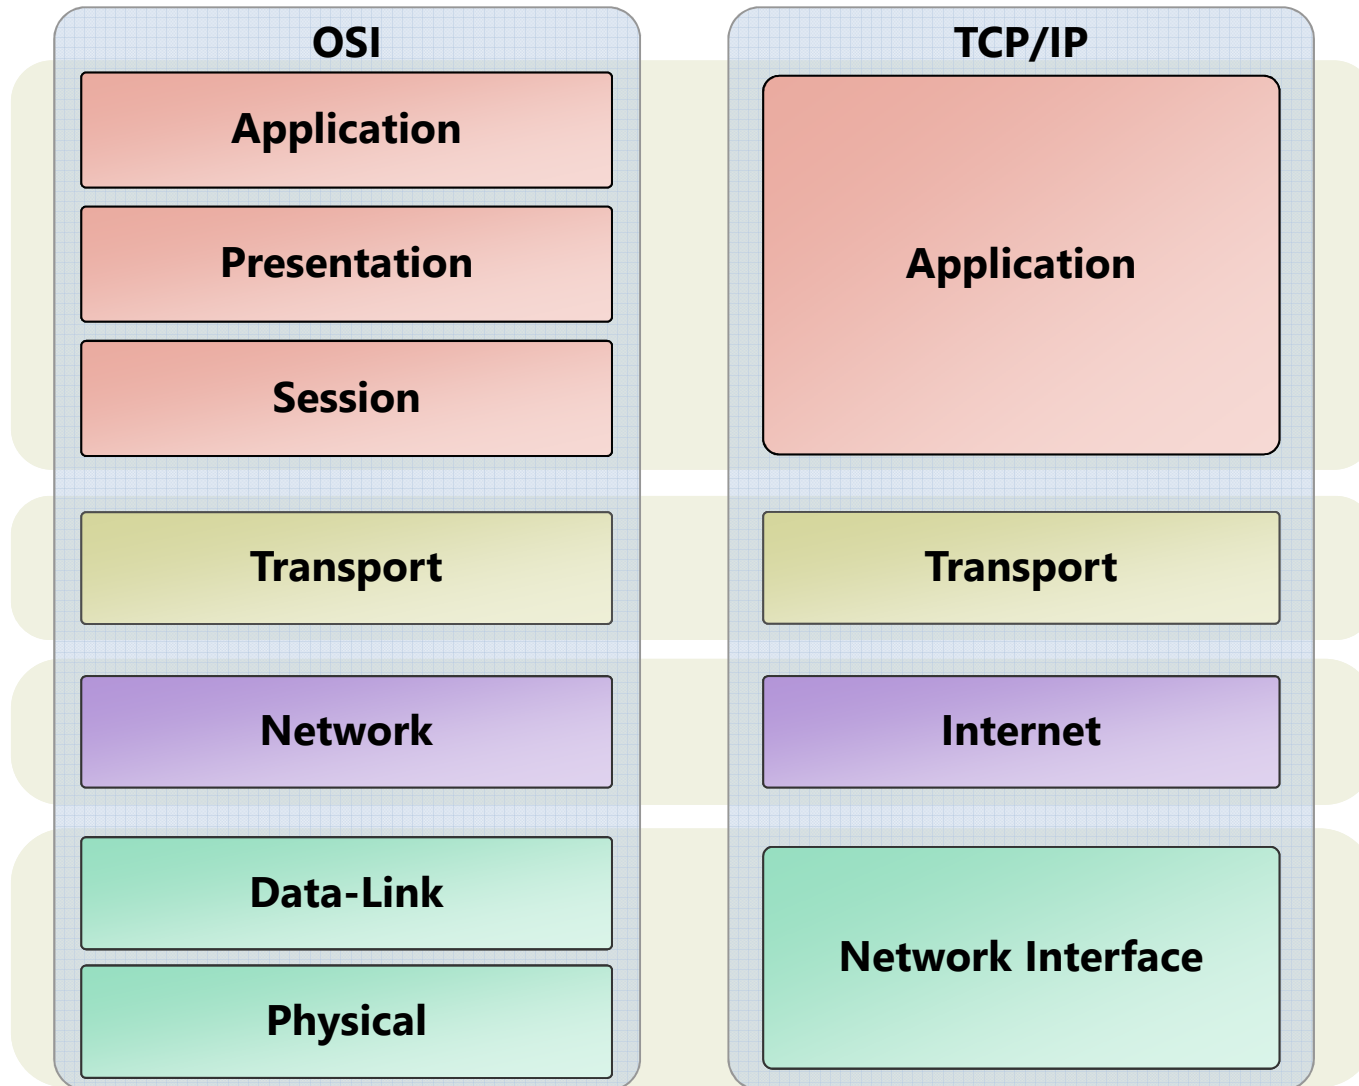 OSI
Application
Presentation
Session
Transport
Network
Data-Link
Physical
TCP/IP
Application
Transport
Internet
Network Interface